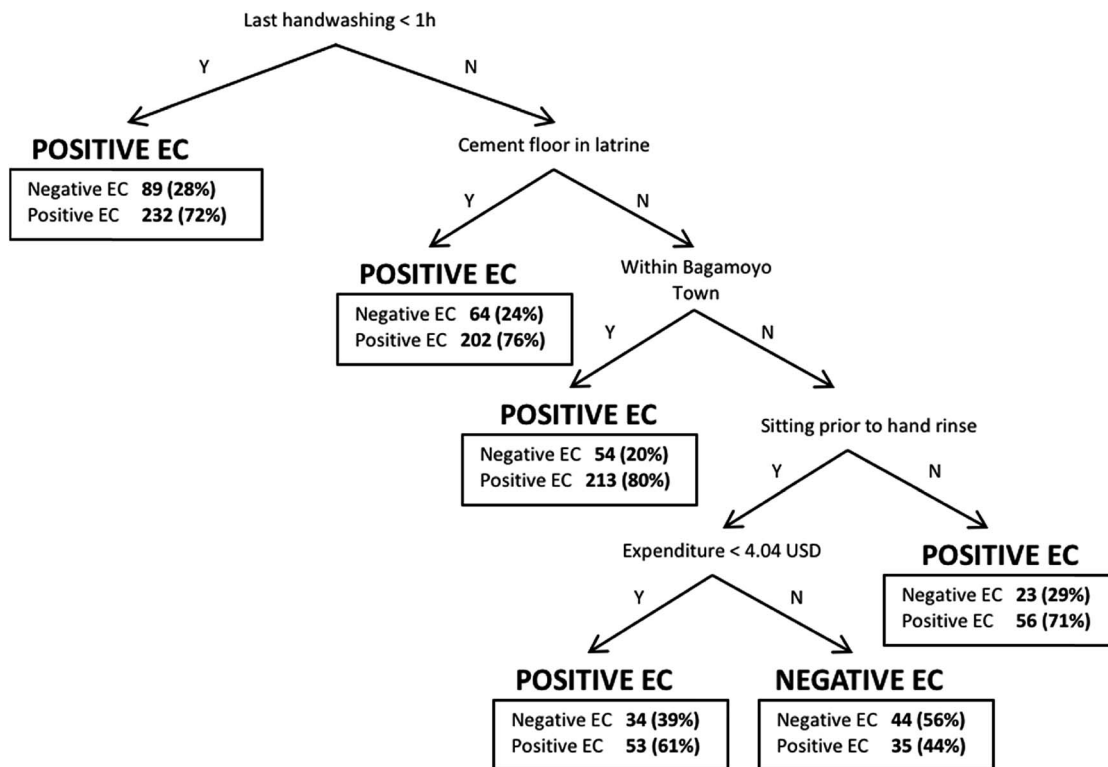 Last handwashing < 1h
Y
N
POSITIVE EC
Negative EC 89 (28%)
Positive EC 232 (72%)
Cement floor in latrine
Y
N
POSITIVE EC
Negative EC 64 (24%)
Positive EC 202 (76%)
Within Bagamoyo
Town
Y
N
POSITIVE EC
Negative EC 54 (20%)
Positive EC 213 (80%)
Sitting prior to hand rinse
Y
N
Expenditure < 4.04 USD
Y
N
POSITIVE EC
Negative EC 23 (29%)
Positive EC 56 (71%)
POSITIVE EC
Negative EC 34 (39%)
Positive EC 53 (61%)
NEGATIVE EC
Negative EC 44 (56%)
Positive EC 35 (44%)